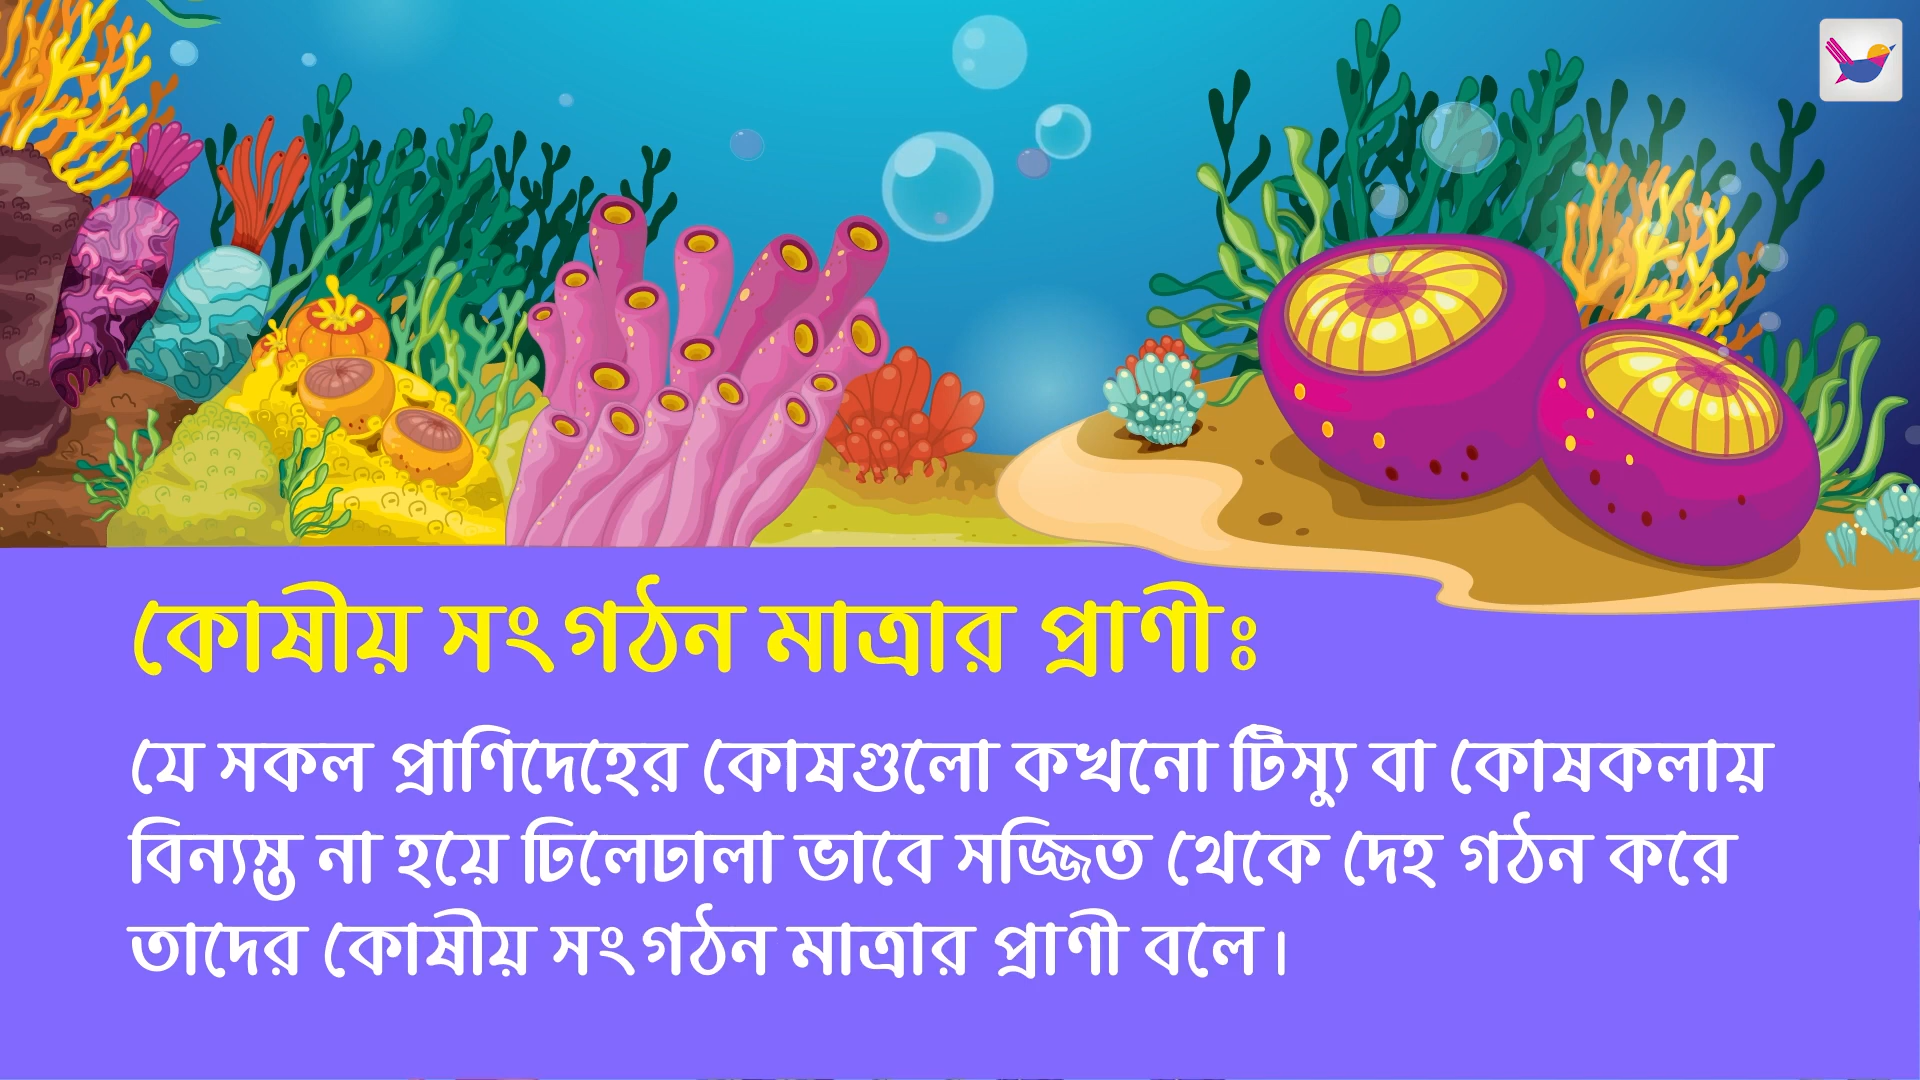 কোষীয় সংগঠন মাত্রার প্রাণীঃ
যে সকল প্রাণিদেহের কোষগুলো কখনো টিস্যু বা কোষকলায়
বিন্যস্ত না হয়ে ঢিলেঢালা ভাবে সজ্জিত থেকে দেহ গঠন করে
তাদের কোষীয় সংগঠন মাত্রার প্রাণী বলে।